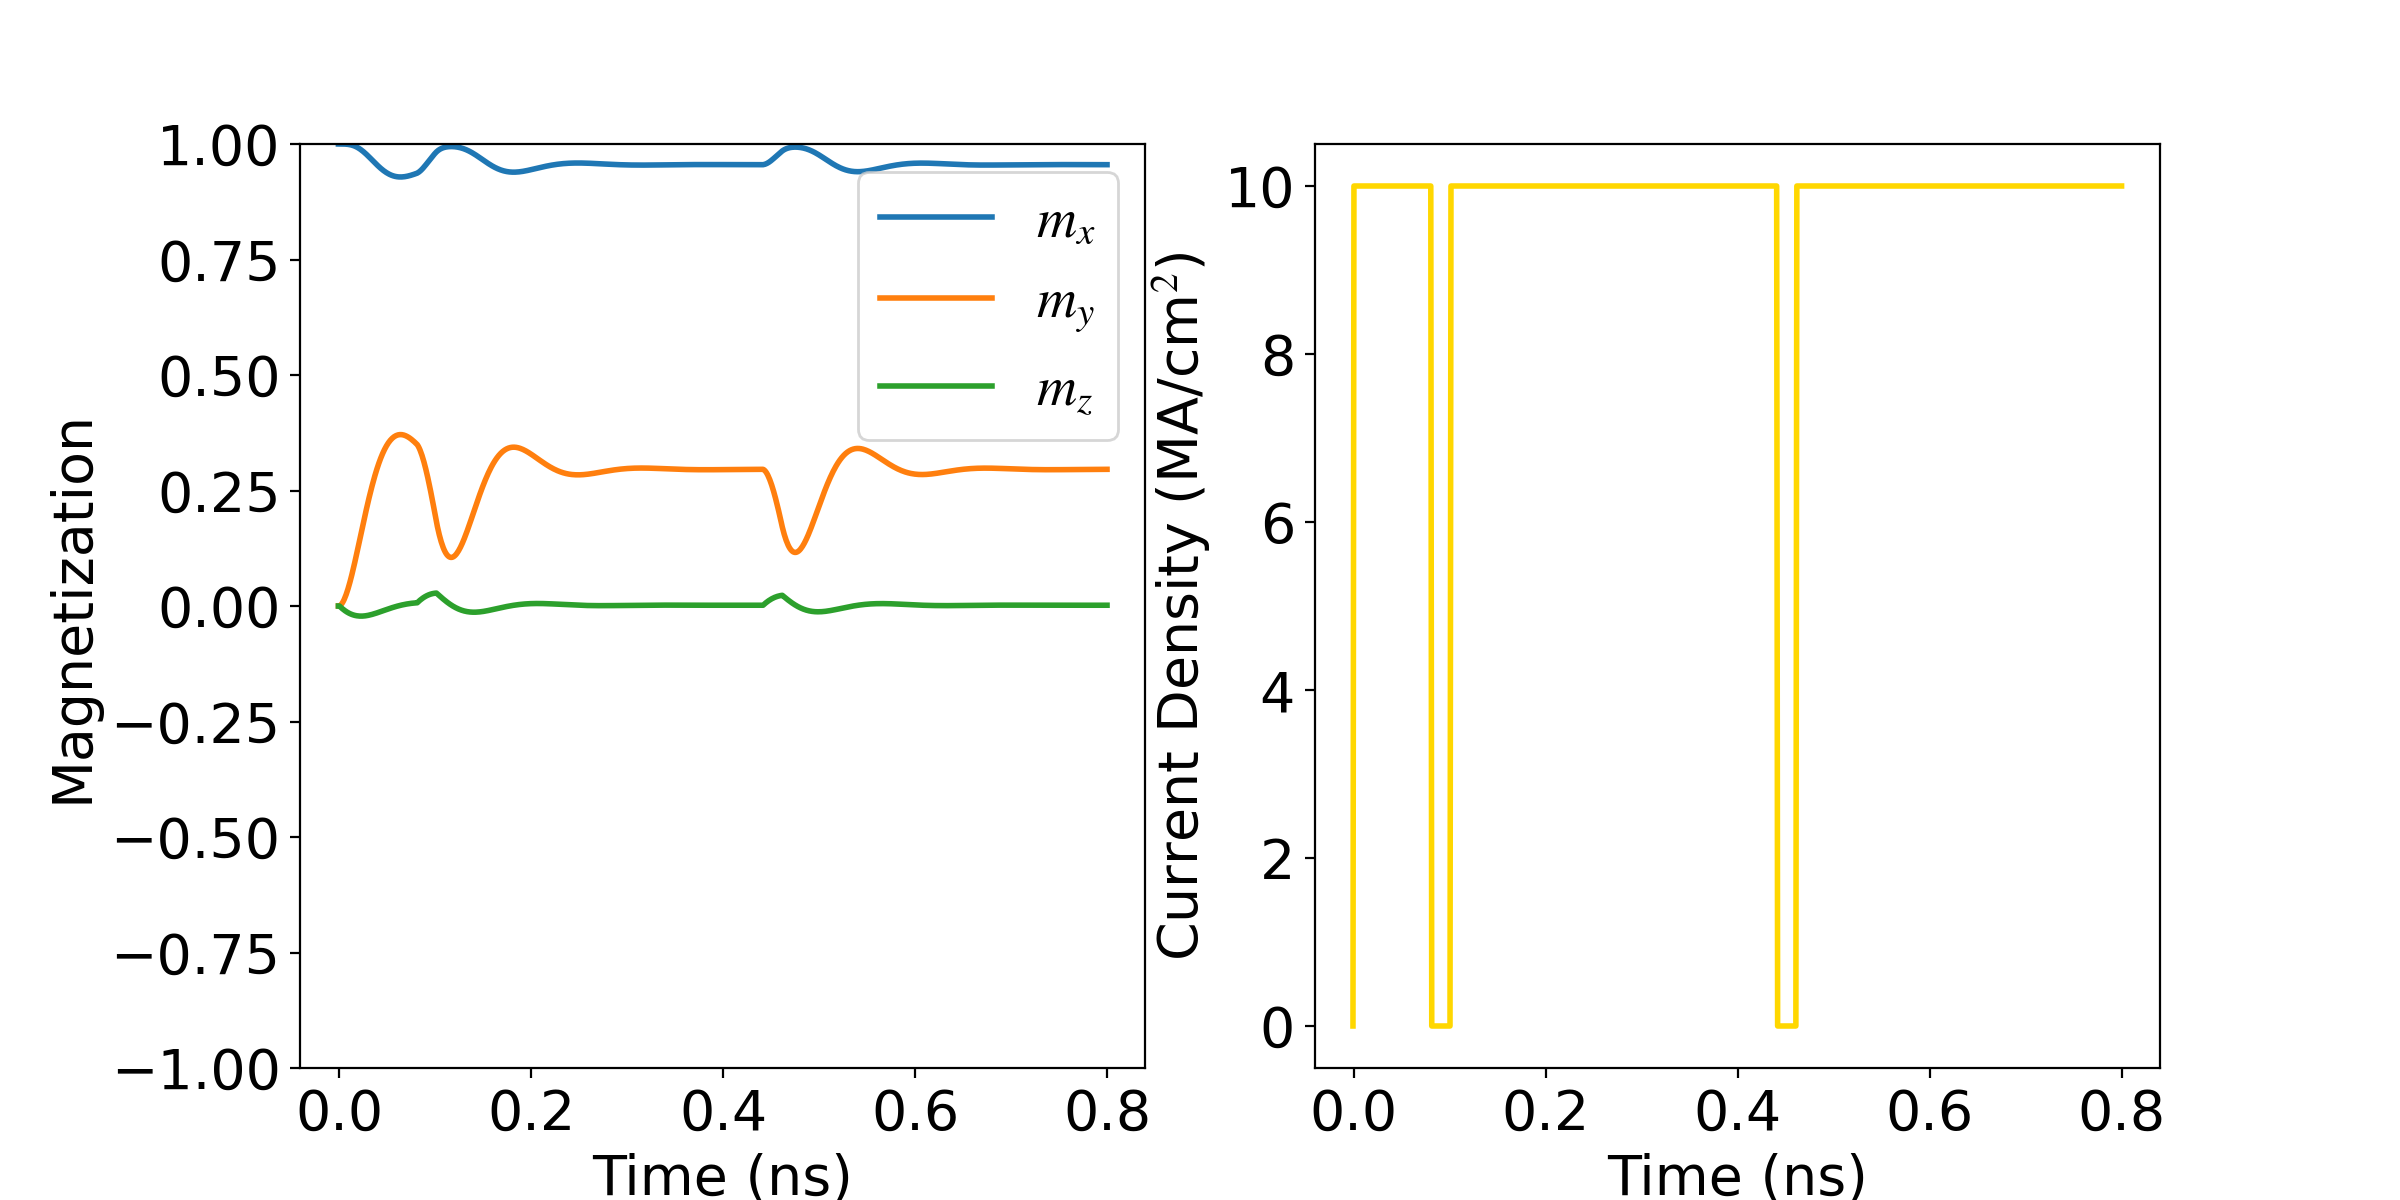 Magnetization
1.00
0.75
0.50
0.25
0.00
−0.25
−0.50
−0.75
−1.00
0.0 0.2 0.4 0.6 0.8
Time (ns)
m_x
m_y
m_z
Current Density (MA/cm²)
10
8
6
4
2
0
0.0 0.2 0.4 0.6 0.8
Time (ns)